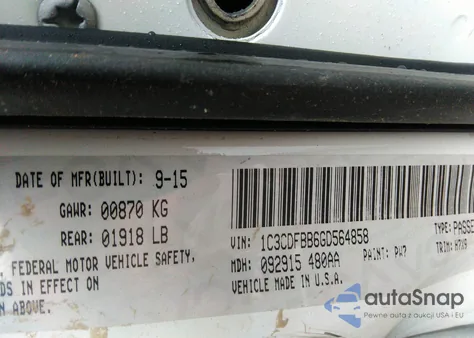 DATE OF MFR(BUILT): 9-15
GAWR: 00870 KG
REAR: 01918 LB
, FEDERAL MOTOR VEHICLE SAFETY,
DS IN EFFECT ON
N ABOVE.
VIN: 1C3CDFBB6GD564858
TYPE: PASSE
MDH: 092915 480AA
PAINT: PW7
TRIM:
VEHICLE MADE IN U.S.A.
autoSnap
Pewne auta z aukcji USA i EU